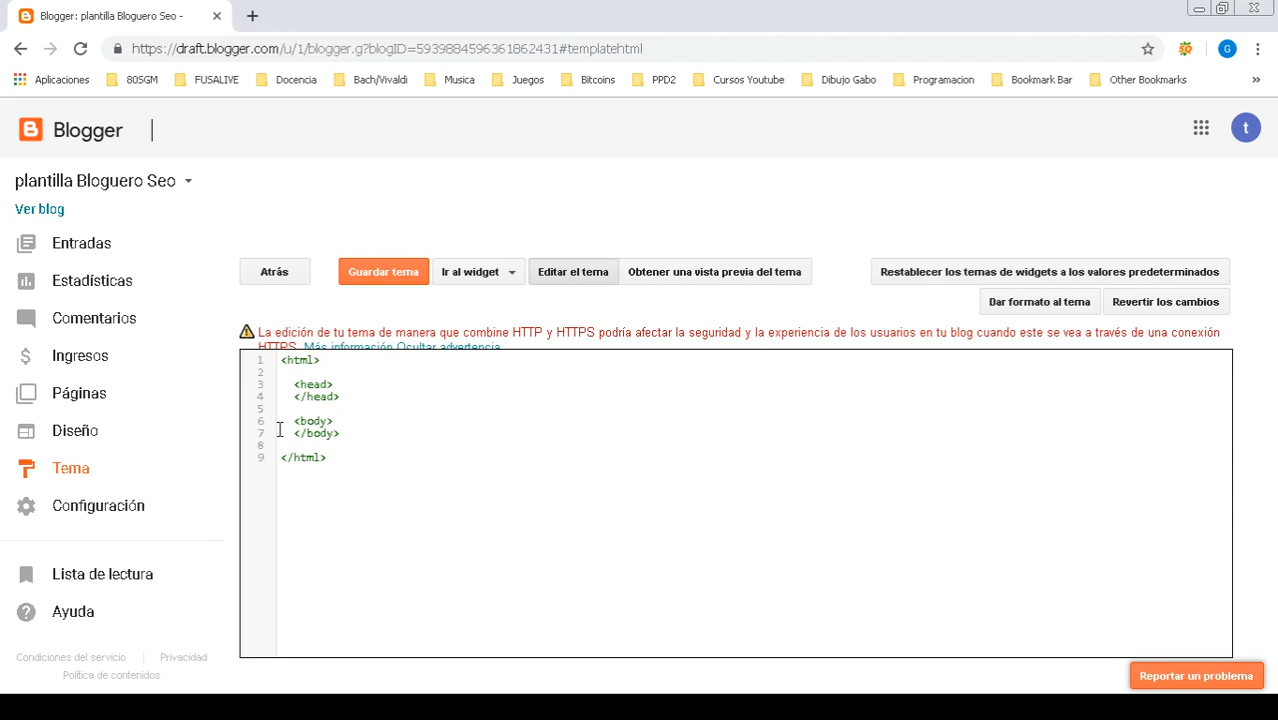 Blogger: plantilla Bloguero Seo -
https://draft.blogger.com/u/1/blogger.g?blogID=5939884596361862431#templatehtml
G
Aplicaciones 80SGM FUSALIVE Docencia Bach/Vivaldi Musica Juegos Bitcoins PPD2 Cursos Youtube Dibujo Gabo Programacion Bookmark Bar Other Bookmarks »
Blogger
t
plantilla Bloguero Seo
Ver blog
Entradas
Estadísticas
Comentarios
Ingresos
Páginas
Diseño
Tema
Configuración
Lista de lectura
Ayuda
Condiciones del servicio Privacidad
Política de contenidos
Atrás Guardar tema Ir al widget Editar el tema Obtener una vista previa del tema Restablecer los temas de widgets a los valores predeterminados
Dar formato al tema Revertir los cambios
La edición de tu tema de manera que combine HTTP y HTTPS podría afectar la seguridad y la experiencia de los usuarios en tu blog cuando este se vea a través de una conexión
HTTPS. Más información Ocultar advertencia
1 <html>
2
3 <head>
4 </head>
5
6 <body>
7 </body>
8
9 </html>
Reportar un problema